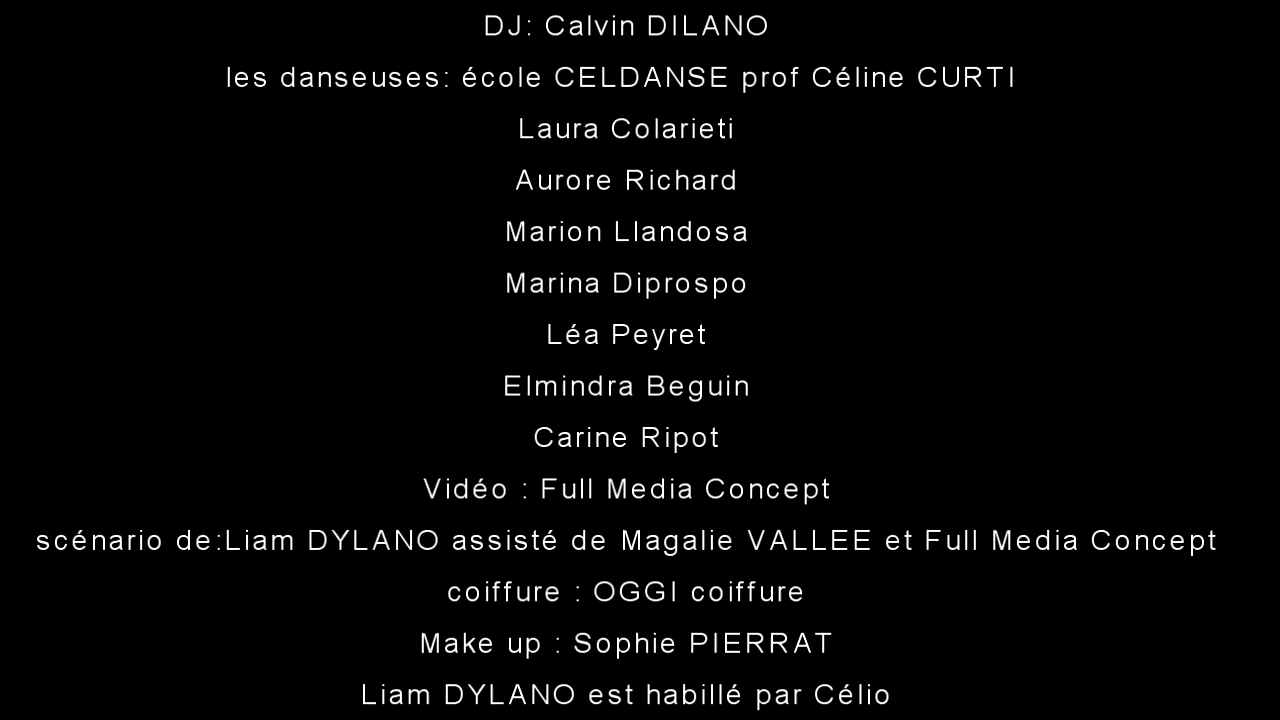 DJ: Calvin DILANO
les danseuses: école CELDANSE prof Céline CURTI
Laura Colarieti
Aurore Richard
Marion Llandosa
Marina Diprospo
Léa Peyret
Elmindra Beguin
Carine Ripot
Vidéo : Full Media Concept
scénario de:Liam DYLANO assisté de Magalie VALLEE et Full Media Concept
coiffure : OGGI coiffure
Make up : Sophie PIERRAT
Liam DYLANO est habillé par Célio